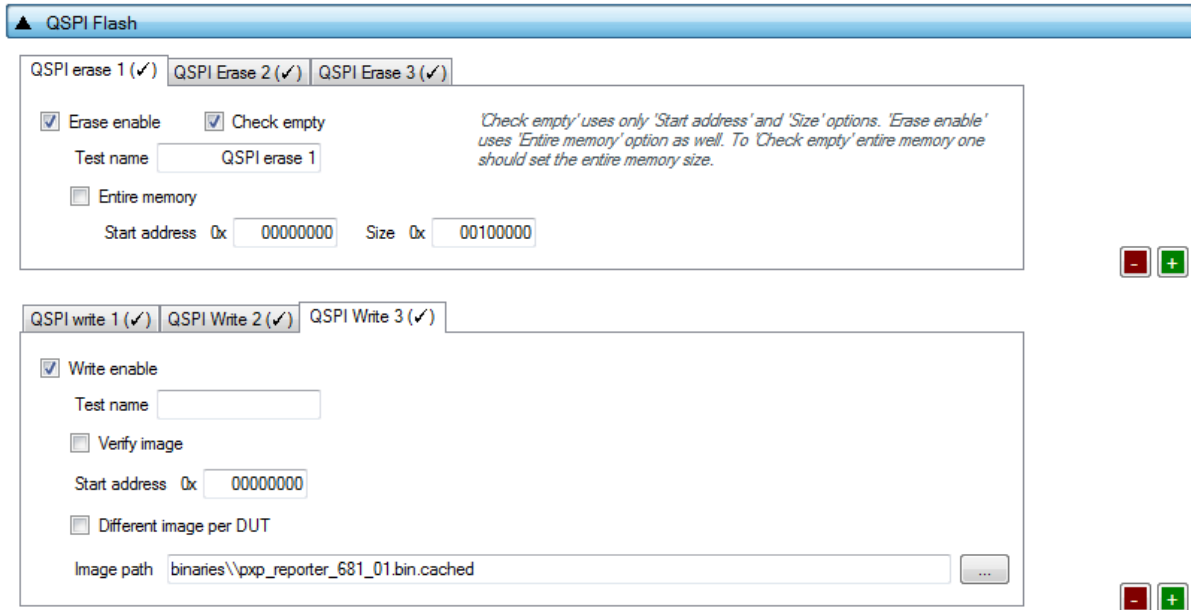 ▲ QSPI Flash
QSPI erase 1 (✓) QSPI Erase 2 (✓) QSPI Erase 3 (✓)
Erase enable Check empty
'Check empty' uses only 'Start address' and 'Size' options. 'Erase enable'
uses 'Entire memory' option as well. To 'Check empty' entire memory one
should set the entire memory size.
Test name QSPI erase 1
Entire memory
Start address 0x 00000000 Size 0x 00100000
- +
QSPI write 1 (✓) QSPI Write 2 (✓) QSPI Write 3 (✓)
Write enable
Test name
Verify image
Start address 0x 00000000
Different image per DUT
Image path binaries\\pxp_reporter_681_01.bin.cached ...
- +